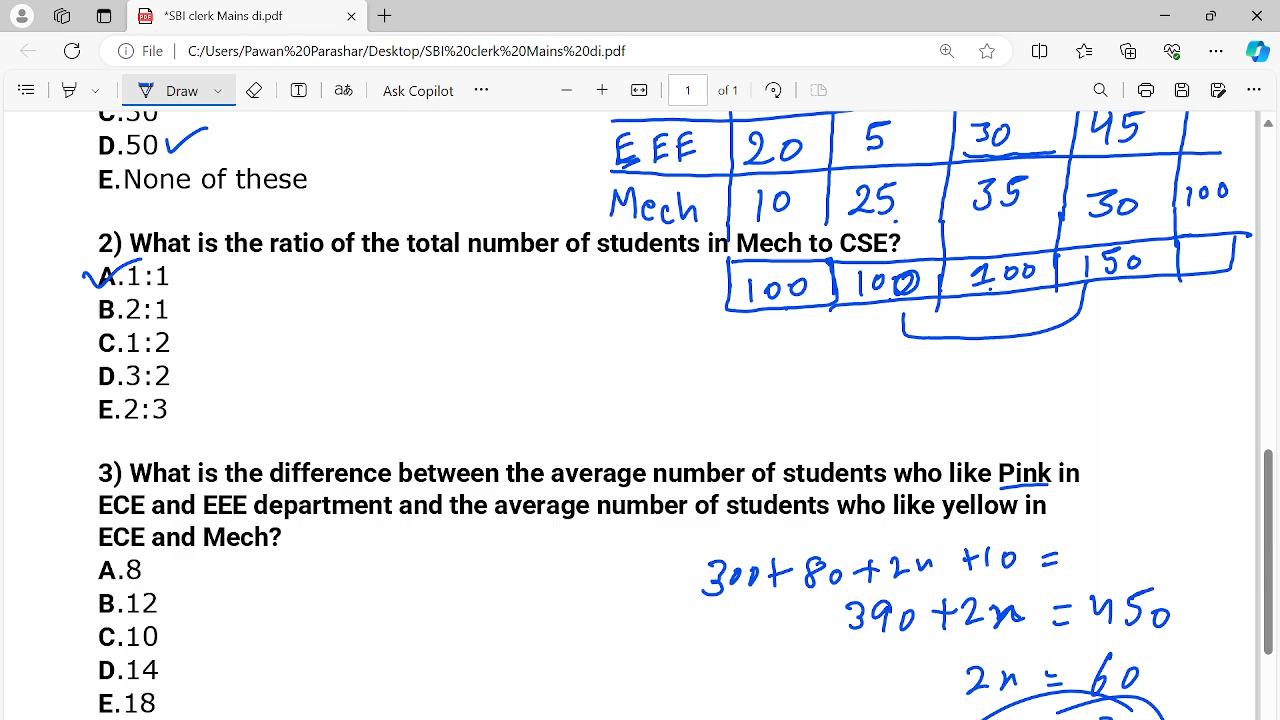 *SBI clerk Mains di.pdf
File | C:/Users/Pawan%20Parashar/Desktop/SBI%20clerk%20Mains%20di.pdf
Draw Ask Copilot 1 of 1
C.30
D.50
E.None of these
EEE 20 5 30 45
Mech 10 25 35 30 100
100 100 100 150
2) What is the ratio of the total number of students in Mech to CSE?
A.1:1
B.2:1
C.1:2
D.3:2
E.2:3
3) What is the difference between the average number of students who like Pink in
ECE and EEE department and the average number of students who like yellow in
ECE and Mech?
A.8
B.12
C.10
D.14
E.18
300+80+2x+10=
390+2x=450
2x=60